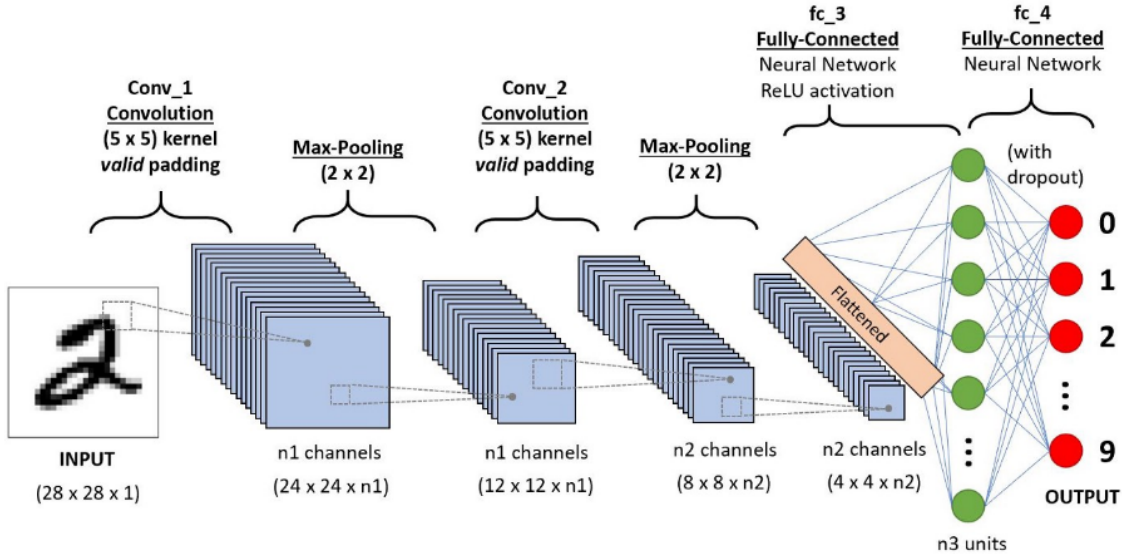 fc_3
Fully-Connected
Neural Network
ReLU activation
fc_4
Fully-Connected
Neural Network
Conv_1
Convolution
(5 x 5) kernel
valid padding
Max-Pooling
(2 x 2)
Conv_2
Convolution
(5 x 5) kernel
valid padding
Max-Pooling
(2 x 2)
(with
dropout)
Flattened
0
1
2
9
INPUT
(28 x 28 x 1)
n1 channels
(24 x 24 x n1)
n1 channels
(12 x 12 x n1)
n2 channels
(8 x 8 x n2)
n2 channels
(4 x 4 x n2)
n3 units
OUTPUT